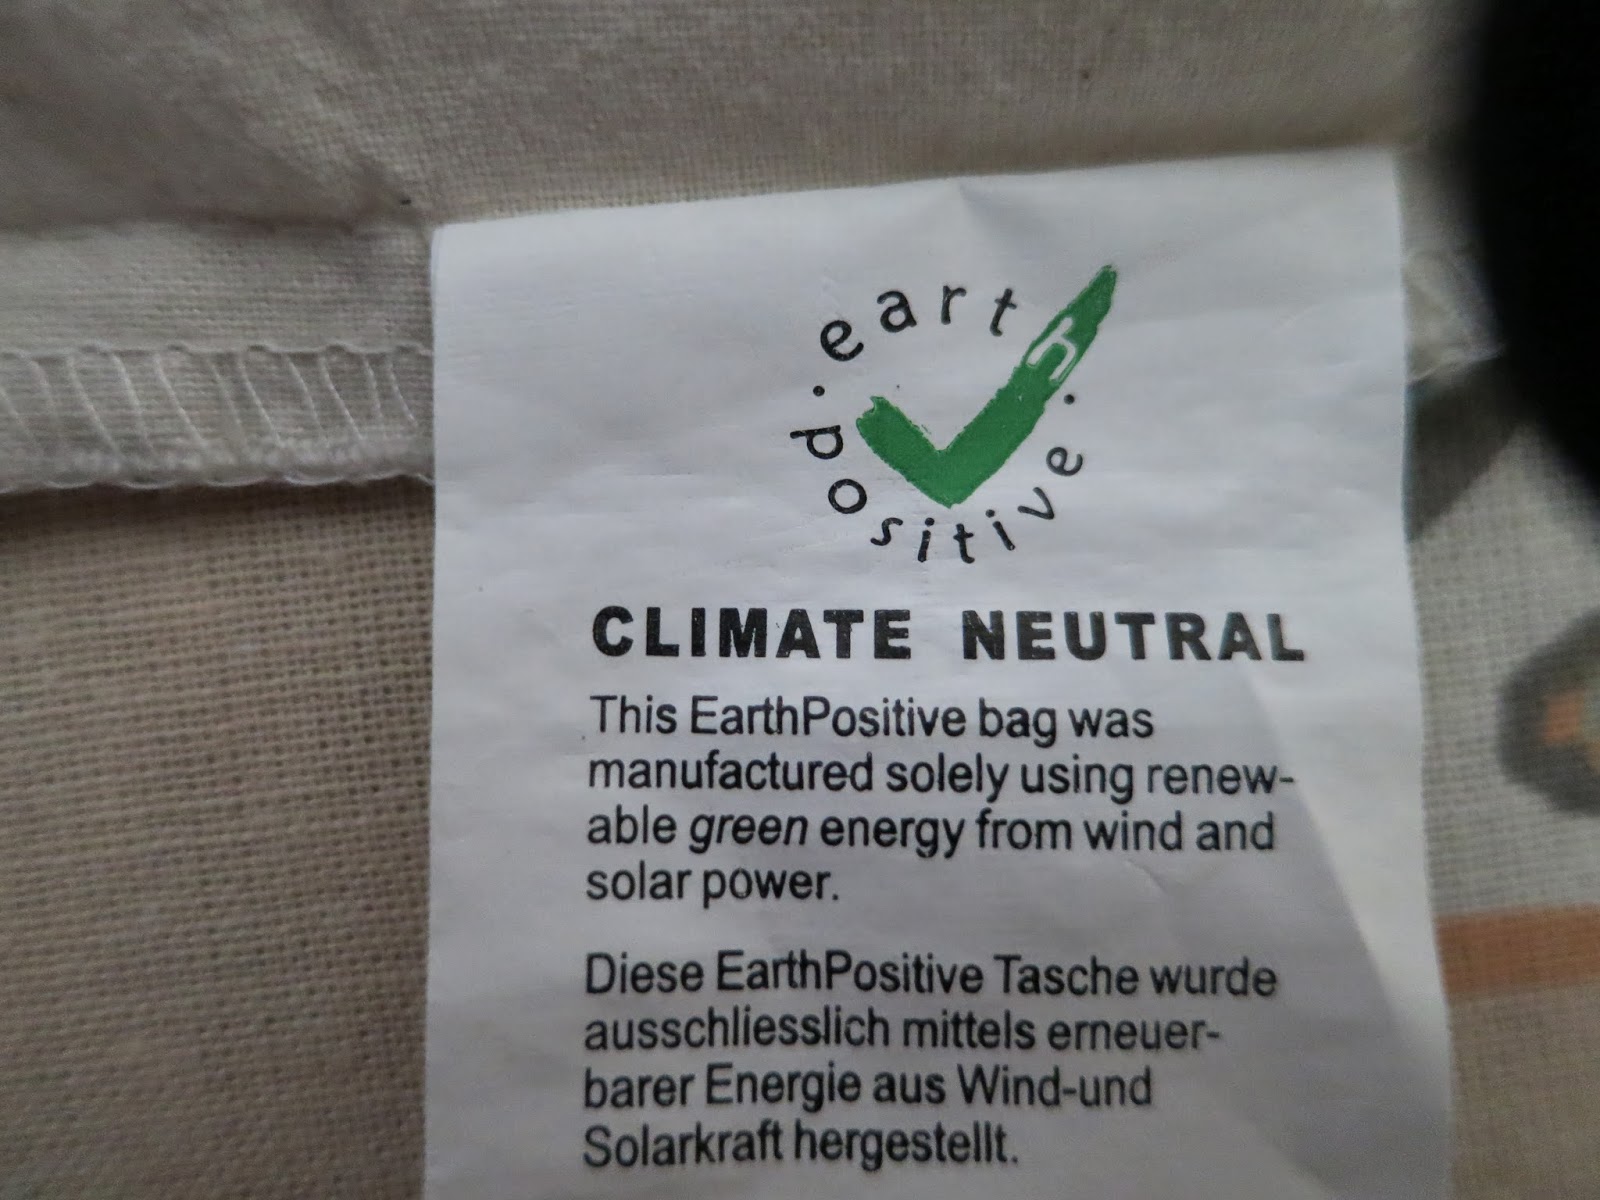 earth
positive
CLIMATE NEUTRAL
This EarthPositive bag was
manufactured solely using renew-
able green energy from wind and
solar power.
Diese EarthPositive Tasche wurde
ausschliesslich mittels erneuer-
barer Energie aus Wind-und
Solarkraft hergestellt.